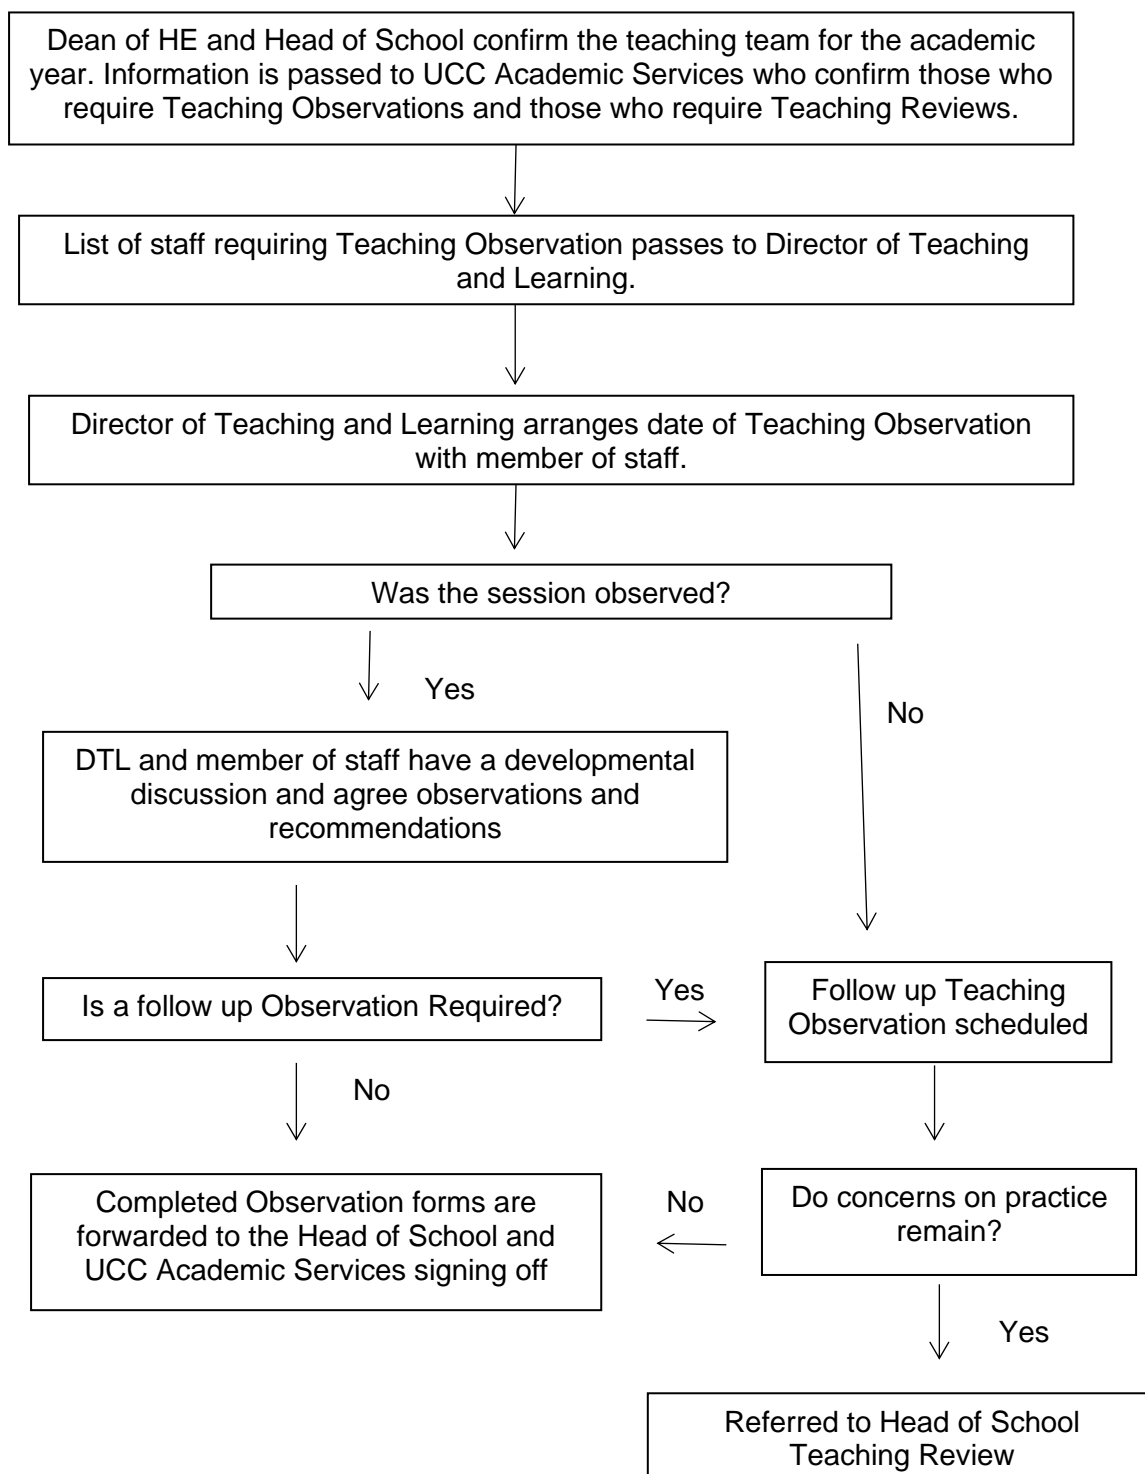 Dean of HE and Head of School confirm the teaching team for the academic
year. Information is passed to UCC Academic Services who confirm those who
require Teaching Observations and those who require Teaching Reviews.
List of staff requiring Teaching Observation passes to Director of Teaching
and Learning.
Director of Teaching and Learning arranges date of Teaching Observation
with member of staff.
Was the session observed?
Yes
No
DTL and member of staff have a developmental
discussion and agree observations and
recommendations
Is a follow up Observation Required?
Yes
Follow up Teaching
Observation scheduled
No
Completed Observation forms are
forwarded to the Head of School and
UCC Academic Services signing off
No
Do concerns on practice
remain?
Yes
Referred to Head of School
Teaching Review